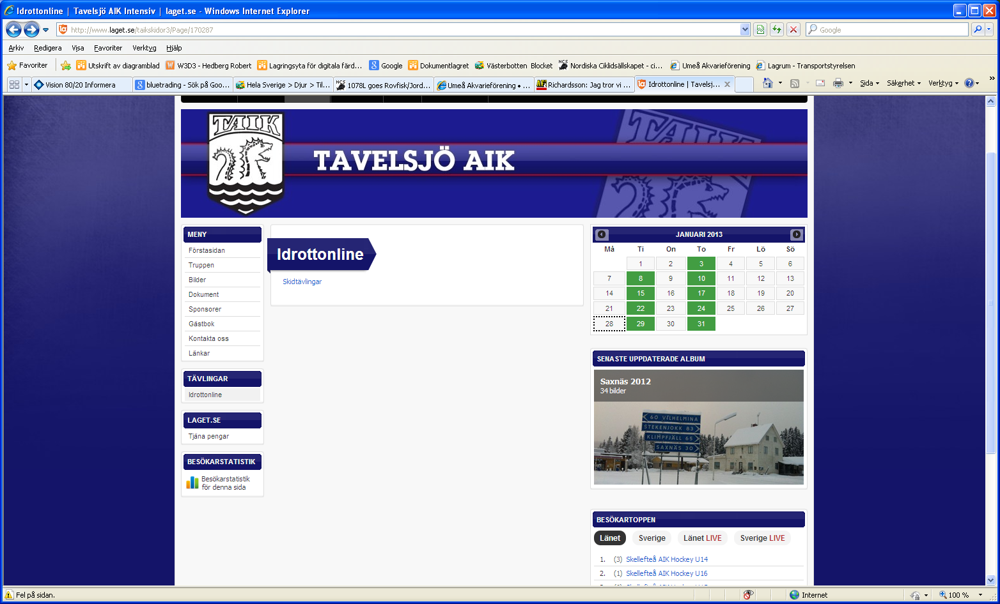 Idrottonline | Tavelsjö AIK Intensiv | laget.se - Windows Internet Explorer
http://www.laget.se/taikskidor3/Page/170287
Google
Arkiv Redigera Visa Favoriter Verktyg Hjälp
Favoriter Utskrift av diagramblad W3D3 - Hedberg Robert Lagringsyta för digitala färd... Google Dokumentlagret Västerbotten Blocket Nordiska Ciklidsällskapet - ci... Umeå Akvarieförening Lagrum - Transportstyrelsen
Vision 80/20 Informera bluetrading - Sök på Goo... Hela Sverige > Djur > Til... 1078L goes Rovfisk/Jord... Umeå Akvarieförening • ... Richardsson: Jag tror vi ... Idrottonline | Tavelsj... Sida Säkerhet Verktyg
TAIK
TAVELSJÖ AIK
TAIK
MENY
Förstasidan
Truppen
Bilder
Dokument
Sponsorer
Gästbok
Kontakta oss
Länkar
TÄVLINGAR
Idrottonline
LAGET.SE
Tjäna pengar
BESÖKARSTATISTIK
Besökarstatistik
för denna sida
Idrottonline
Skidtävlingar
JANUARI 2013
Må Ti On To Fr Lö Sö
1 2 3 4 5 6
7 8 9 10 11 12 13
14 15 16 17 18 19 20
21 22 23 24 25 26 27
28 29 30 31
SENASTE UPPDATERADE ALBUM
Saxnäs 2012
34 bilder
60 VILHELMINA
STEKENJOKK 83
KLIMPFJÄLL 65
SAXNÄS 30
BESÖKARTOPPEN
Länet Sverige Länet LIVE Sverige LIVE
1. (3) Skellefteå AIK Hockey U14
2. (1) Skellefteå AIK Hockey U16
Fel på sidan.
Internet
100 %